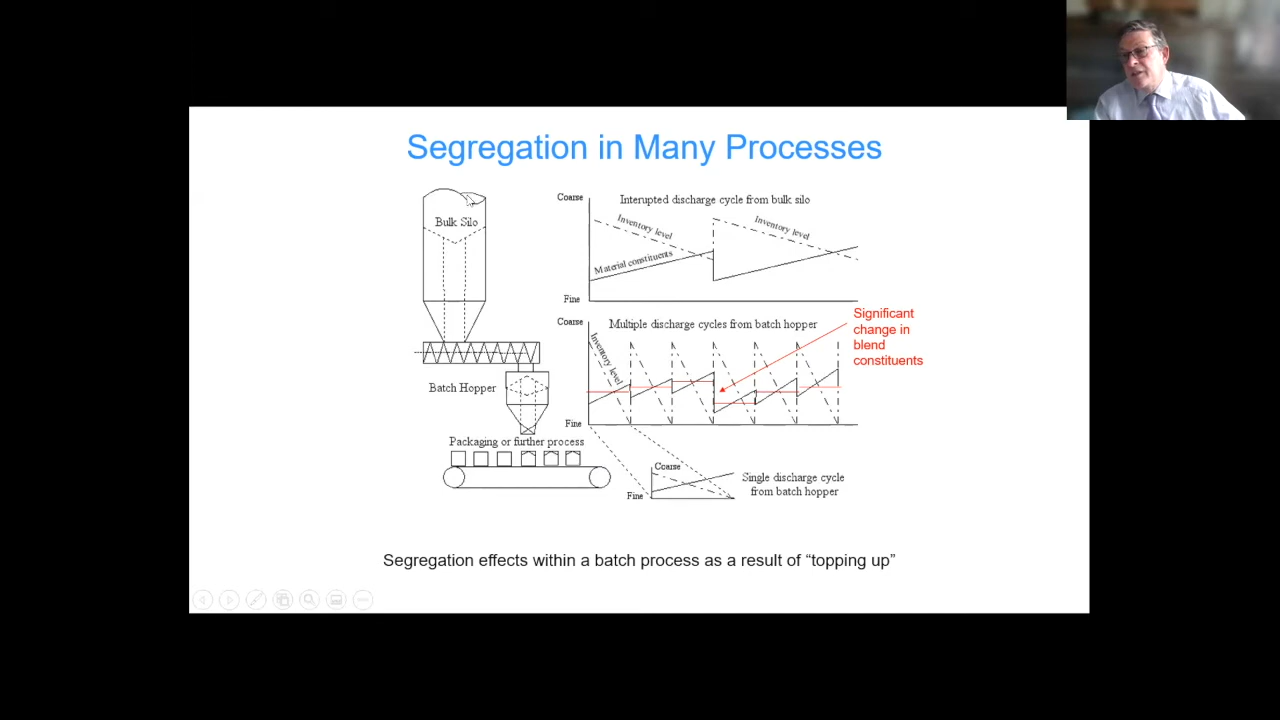 Segregation in Many Processes
Bulk Silo
Batch Hopper
Packaging or further process
Coarse
Interupted discharge cycle from bulk silo
Inventory level
Inventory level
Material constituents
Fine
Coarse
Multiple discharge cycles from batch hopper
Inventory level
Fine
Significant
change in
blend
constituents
Coarse
Fine
Single discharge cycle
from batch hopper
Segregation effects within a batch process as a result of “topping up”